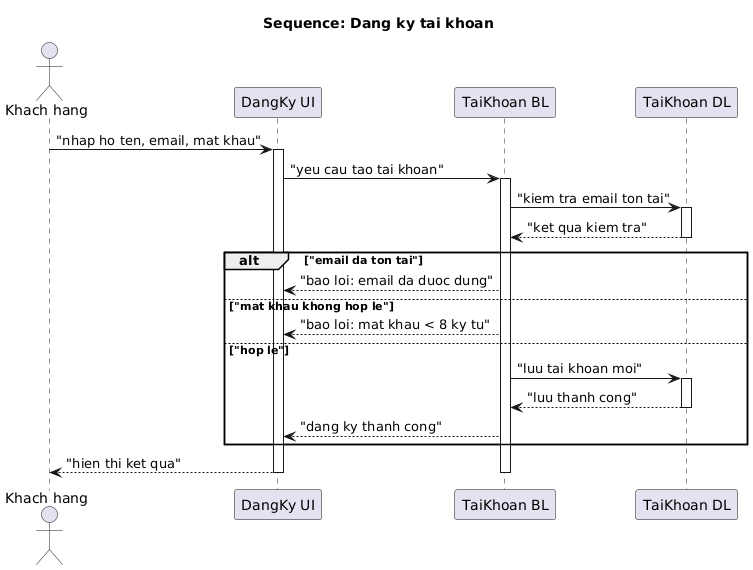 Sequence: Dang ky tai khoan
Khach hang
DangKy UI
TaiKhoan BL
TaiKhoan DL
"nhap ho ten, email, mat khau"
"yeu cau tao tai khoan"
"kiem tra email ton tai"
"ket qua kiem tra"
alt
["email da ton tai"]
"bao loi: email da duoc dung"
["mat khau khong hop le"]
"bao loi: mat khau < 8 ky tu"
["hop le"]
"luu tai khoan moi"
"luu thanh cong"
"dang ky thanh cong"
"hien thi ket qua"
Khach hang
DangKy UI
TaiKhoan BL
TaiKhoan DL